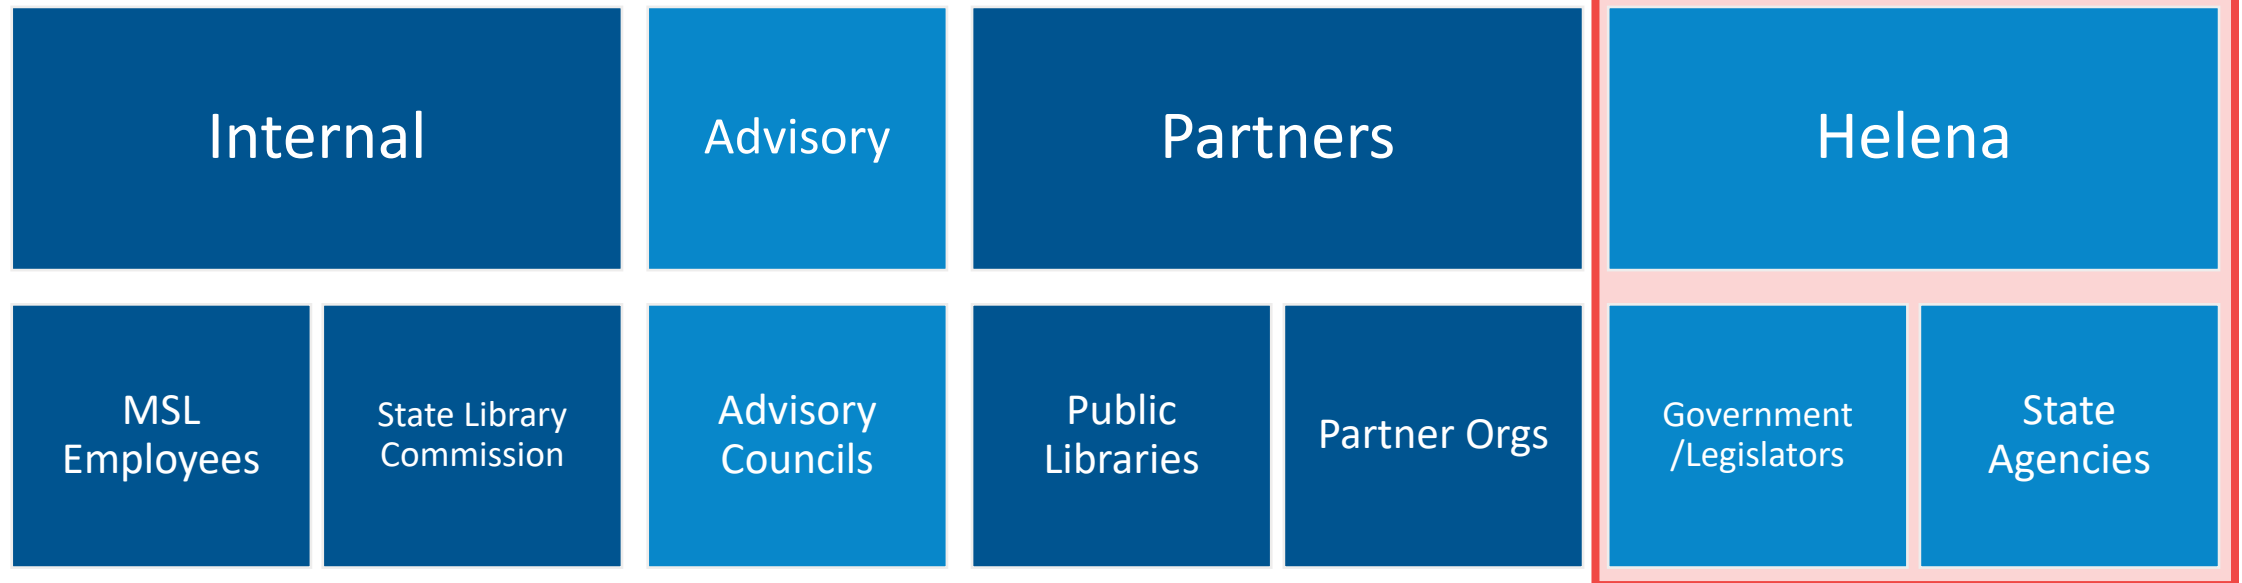 Internal
Advisory
Partners
Helena
MSL
Employees
State Library
Commission
Advisory
Councils
Public
Libraries
Partner Orgs
Government
/Legislators
State
Agencies